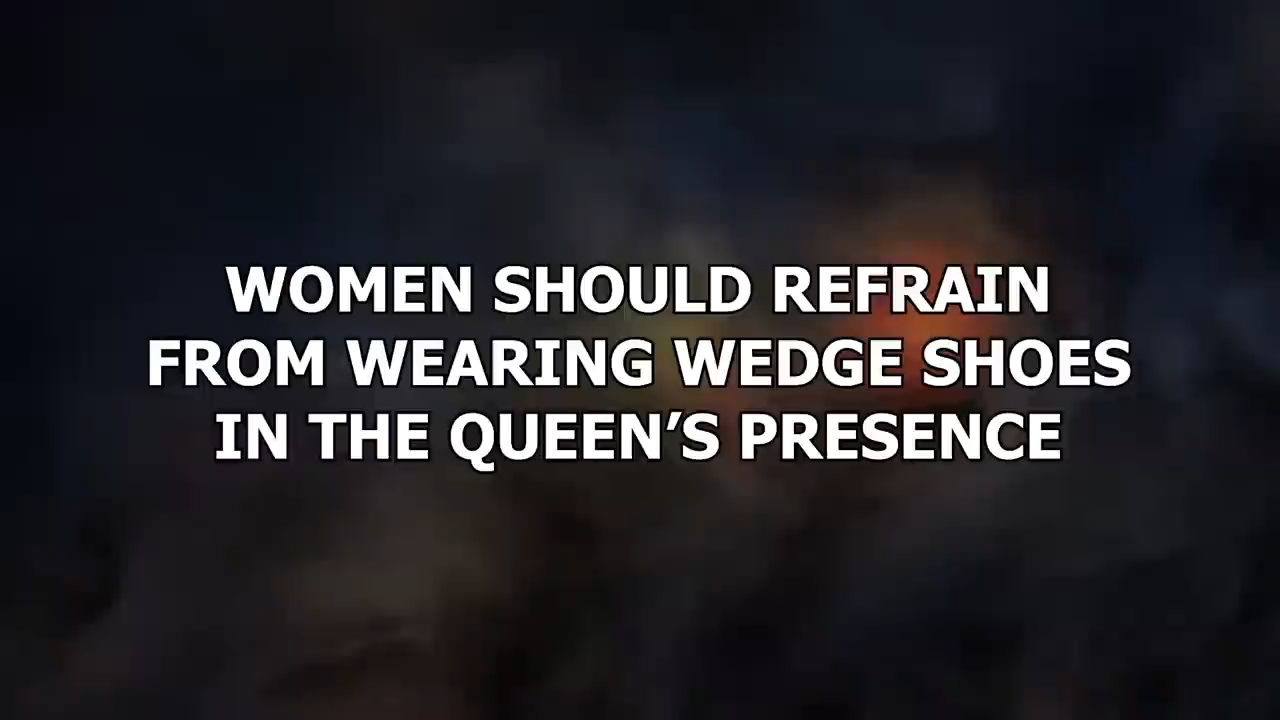 WOMEN SHOULD REFRAIN
FROM WEARING WEDGE SHOES
IN THE QUEEN’S PRESENCE